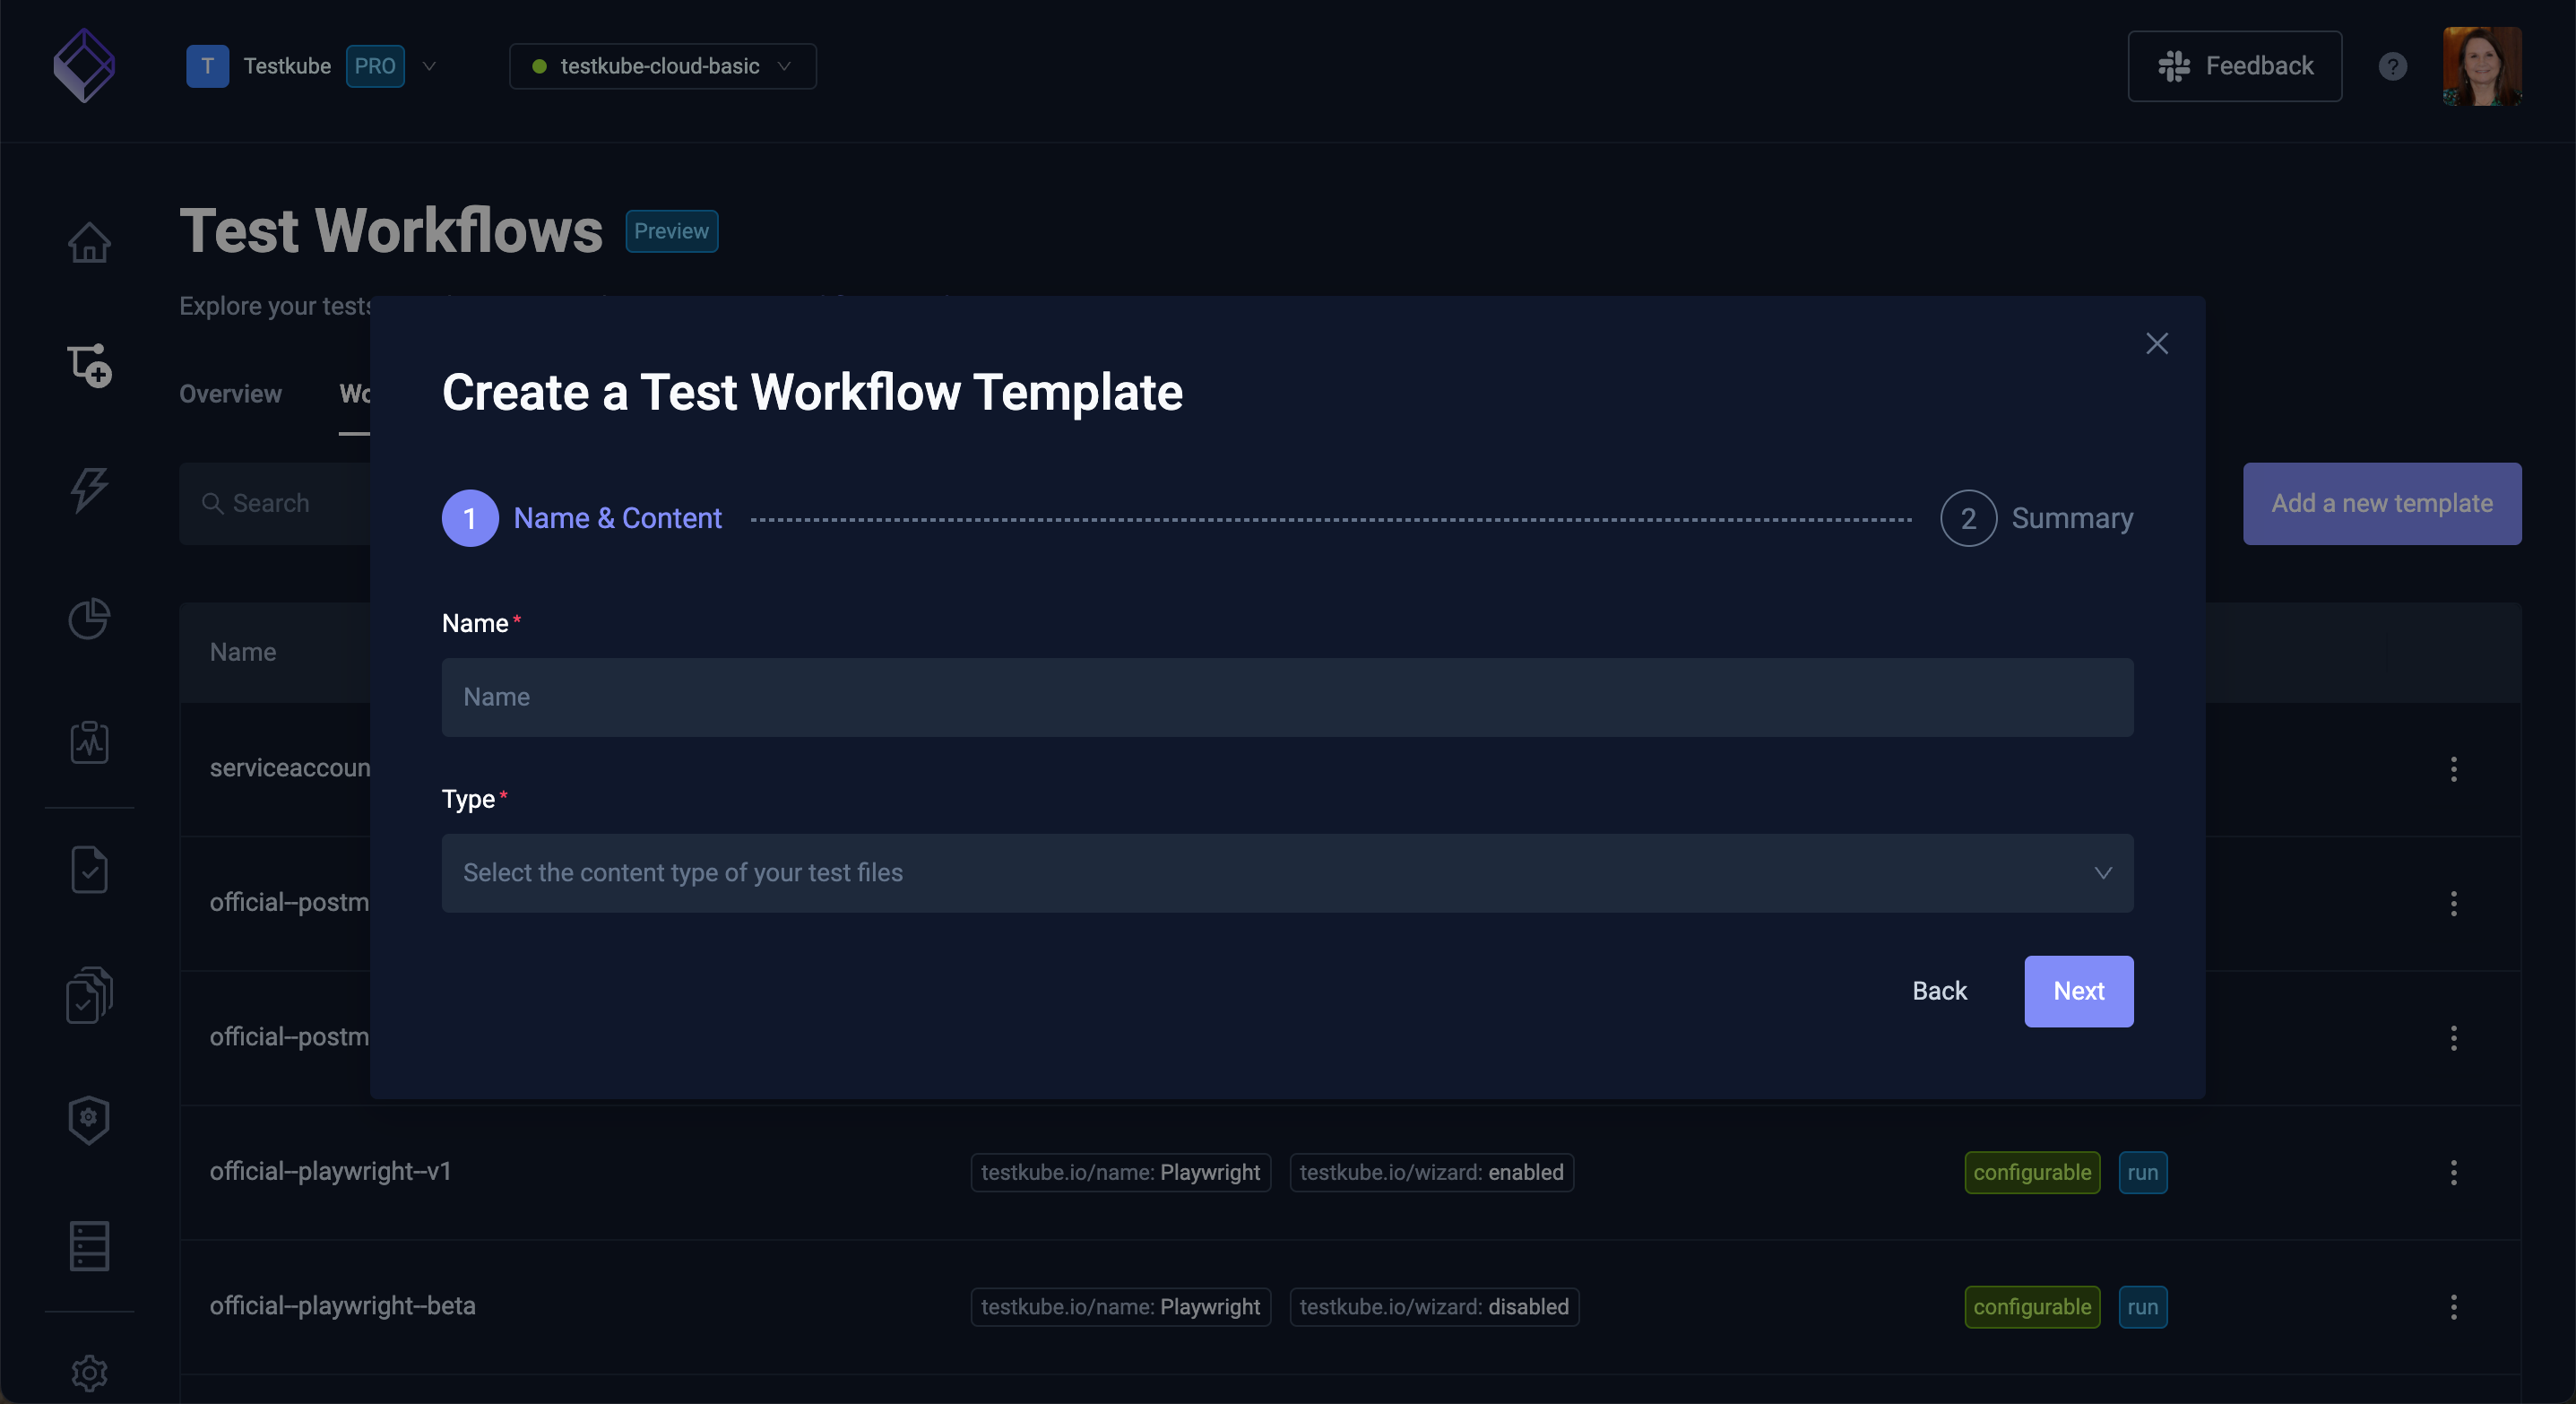 T Testkube PRO testkube-cloud-basic Feedback ?
Test Workflows Preview
Explore your tests
Create a Test Workflow Template
Overview
1 Name & Content 2 Summary
Search Add a new template
Name*
Name
Name
serviceaccoun
Type*
Select the content type of your test files
official--postm
Back Next
official--postm
official--playwright--v1 testkube.io/name: Playwright testkube.io/wizard: enabled configurable run
official--playwright--beta testkube.io/name: Playwright testkube.io/wizard: disabled configurable run